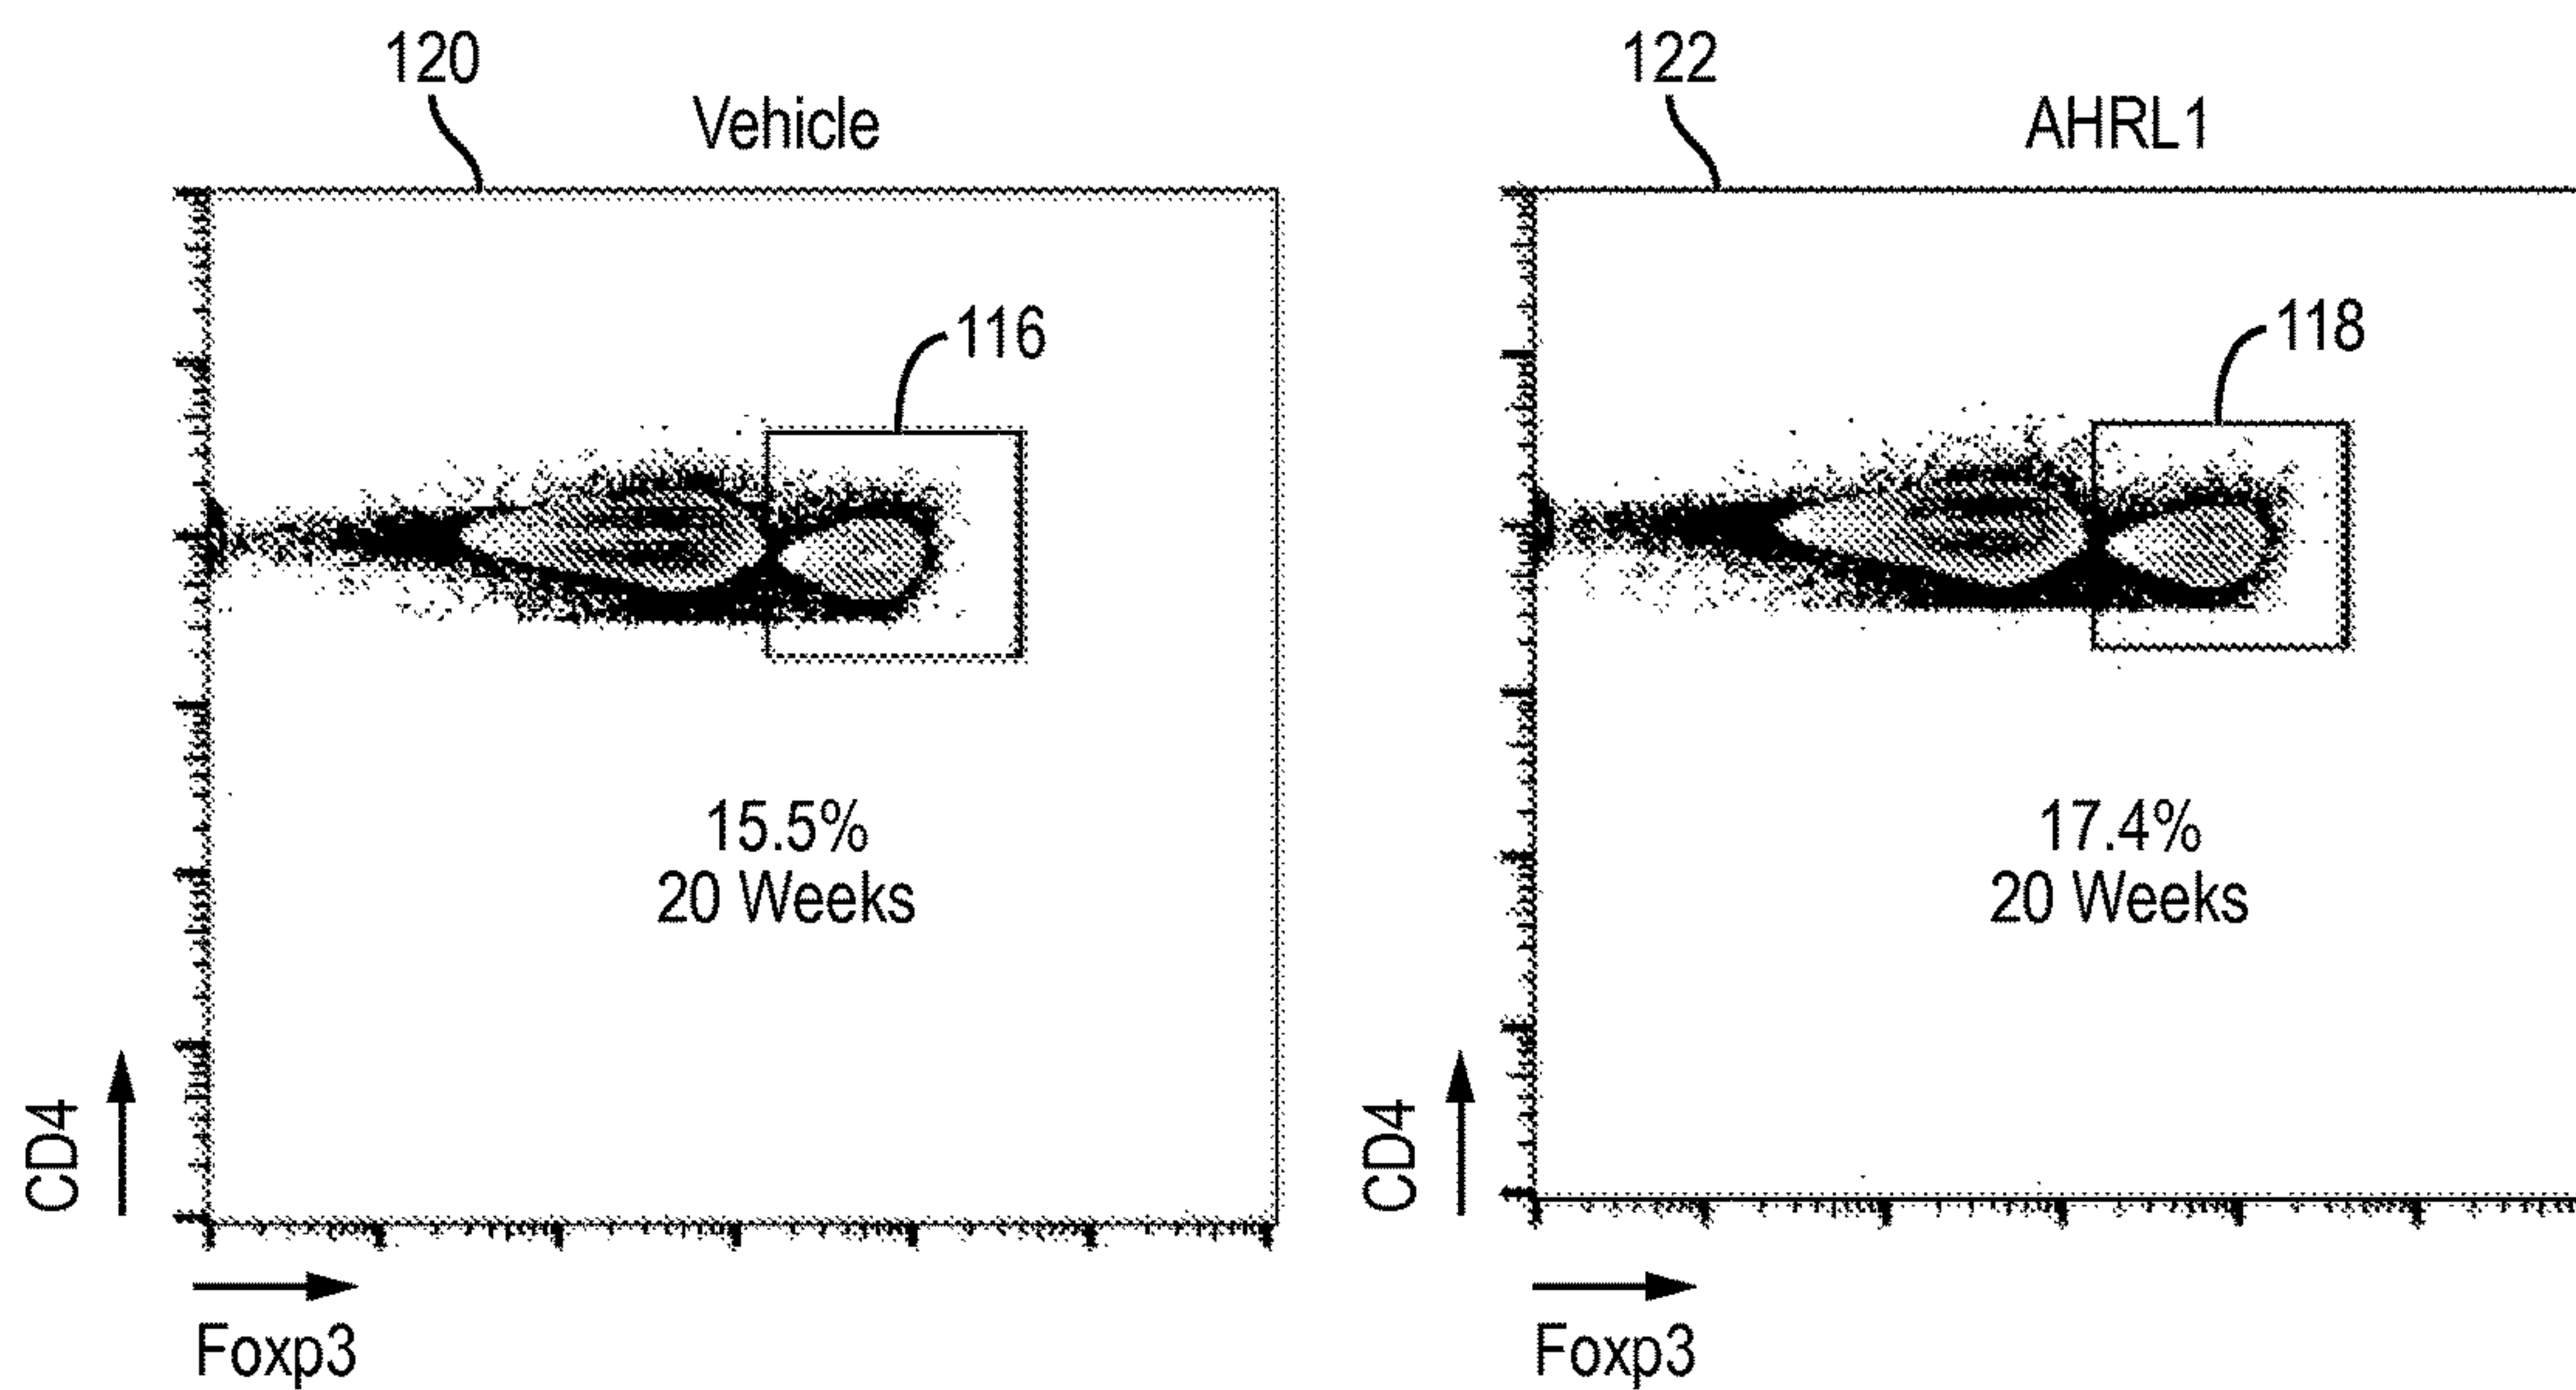 120
Vehicle
116
15.5%
20 Weeks
CD4
Foxp3
122
AHRL1
118
17.4%
20 Weeks
CD4
Foxp3